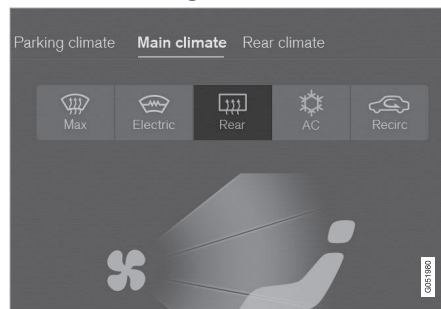 Parking climate Main climate Rear climate
Max Electric Rear AC Recirc
G051980